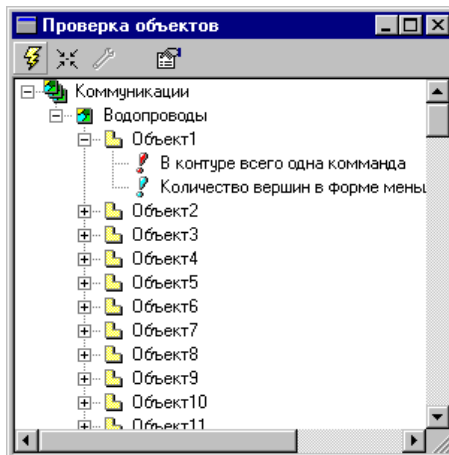 Проверка объектов
Коммуникации
Водопроводы
Объект1
В контуре всего одна комманда
Количество вершин в форме мень
Объект2
Объект3
Объект4
Объект5
Объект6
Объект7
Объект8
Объект9
Объект10
Объект11